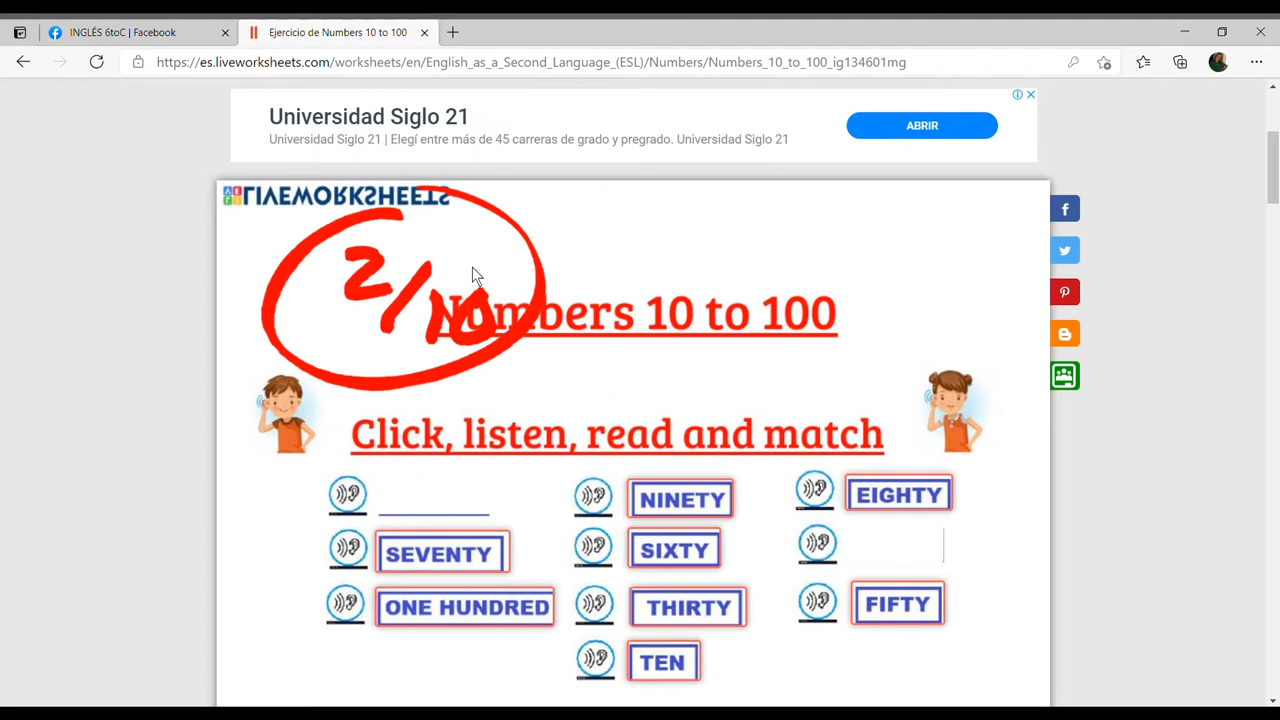 INGLÉS 6toC | Facebook
Ejercicio de Numbers 10 to 100
https://es.liveworksheets.com/worksheets/en/English_as_a_Second_Language_(ESL)/Numbers/Numbers_10_to_100_ig134601mg
Universidad Siglo 21
Universidad Siglo 21 | Elegí entre más de 45 carreras de grado y pregrado. Universidad Siglo 21
ABRIR
LIVEWORKSHEETS
2/10
Numbers 10 to 100
Click, listen, read and match
NINETY EIGHTY
SEVENTY SIXTY
ONE HUNDRED THIRTY FIFTY
TEN